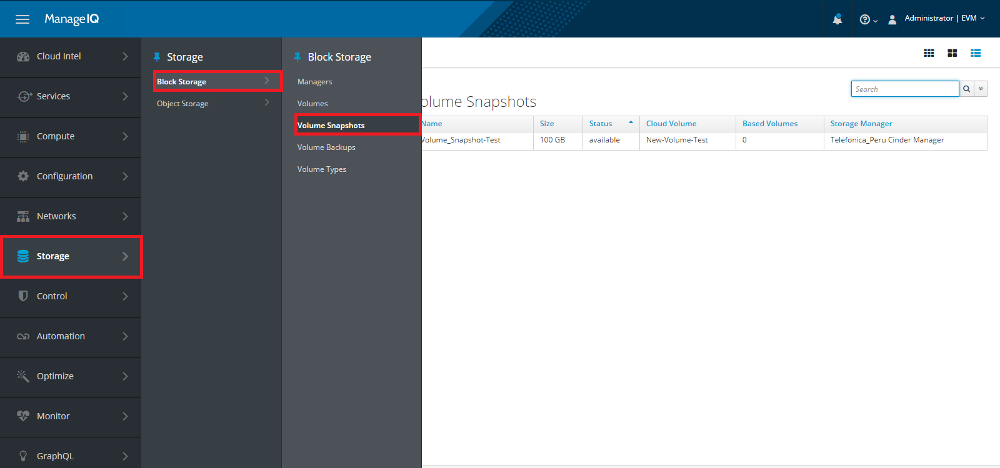 ManageIQ
Administrator | EVM
Cloud Intel
Services
Compute
Configuration
Networks
Storage
Control
Automation
Optimize
Monitor
GraphQL
Storage
Block Storage
Object Storage
Block Storage
Managers
Volumes
Volume Snapshots
Volume Backups
Volume Types
Search
olume Snapshots
Name Size Status Cloud Volume Based Volumes Storage Manager
Volume_Snapshot-Test 100 GB available New-Volume-Test 0 Telefonica_Peru Cinder Manager